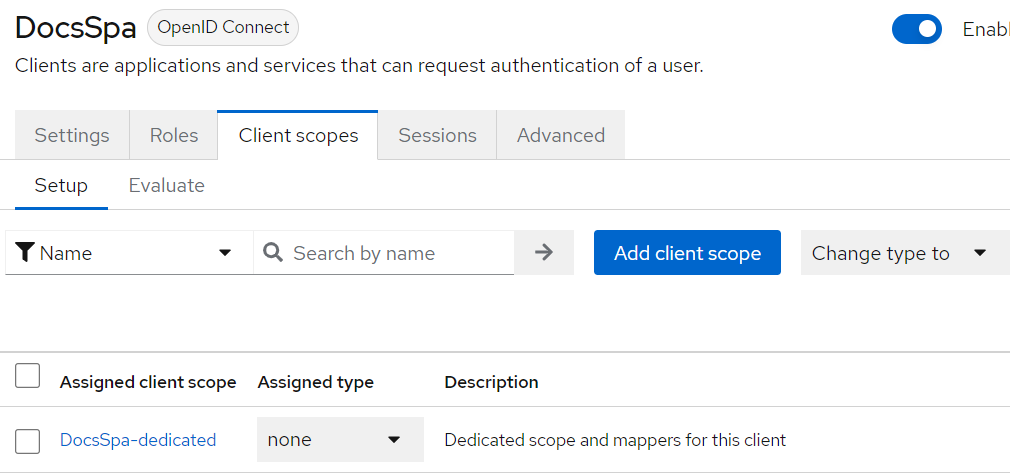 DocsSpa OpenID Connect Enabl
Clients are applications and services that can request authentication of a user.
Settings Roles Client scopes Sessions Advanced
Setup Evaluate
Name Search by name Add client scope Change type to
Assigned client scope Assigned type Description
DocsSpa-dedicated none Dedicated scope and mappers for this client